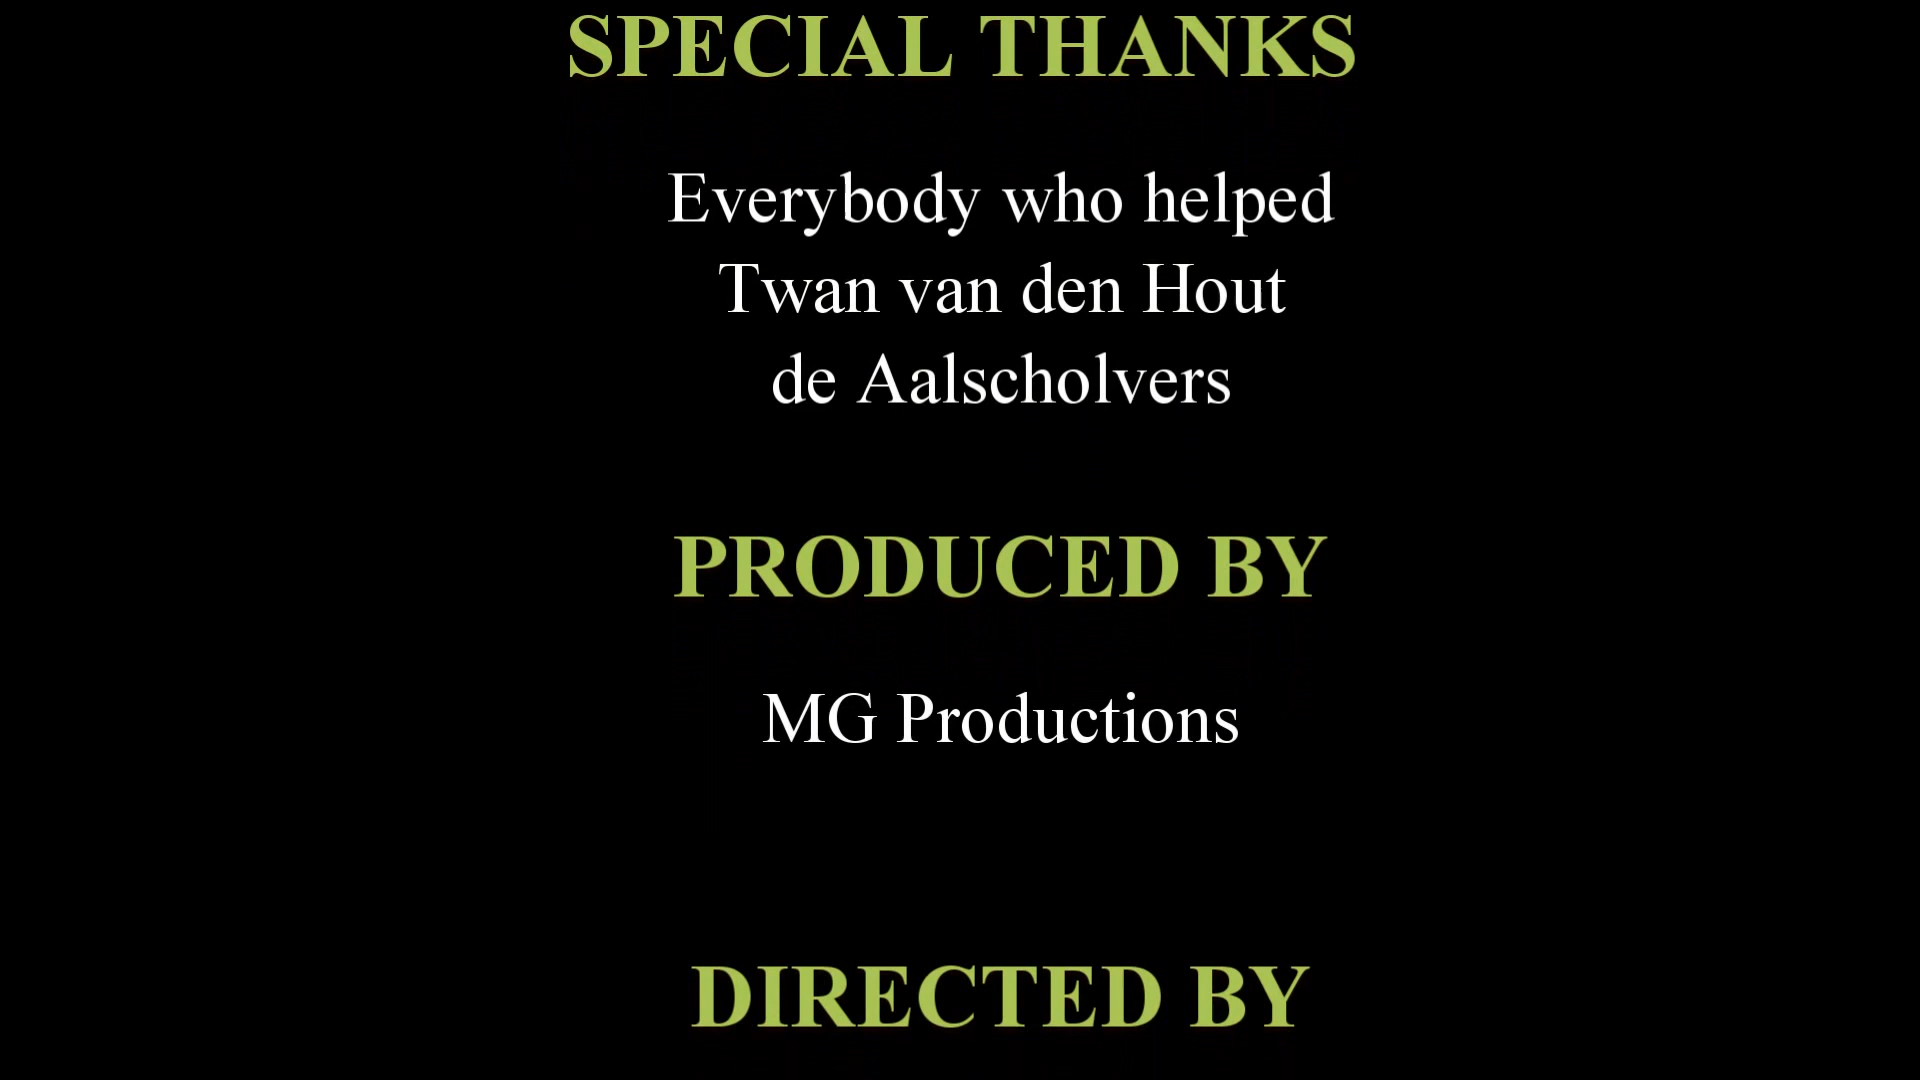 SPECIAL THANKS
Everybody who helped
Twan van den Hout
de Aalscholvers
PRODUCED BY
MG Productions
DIRECTED BY